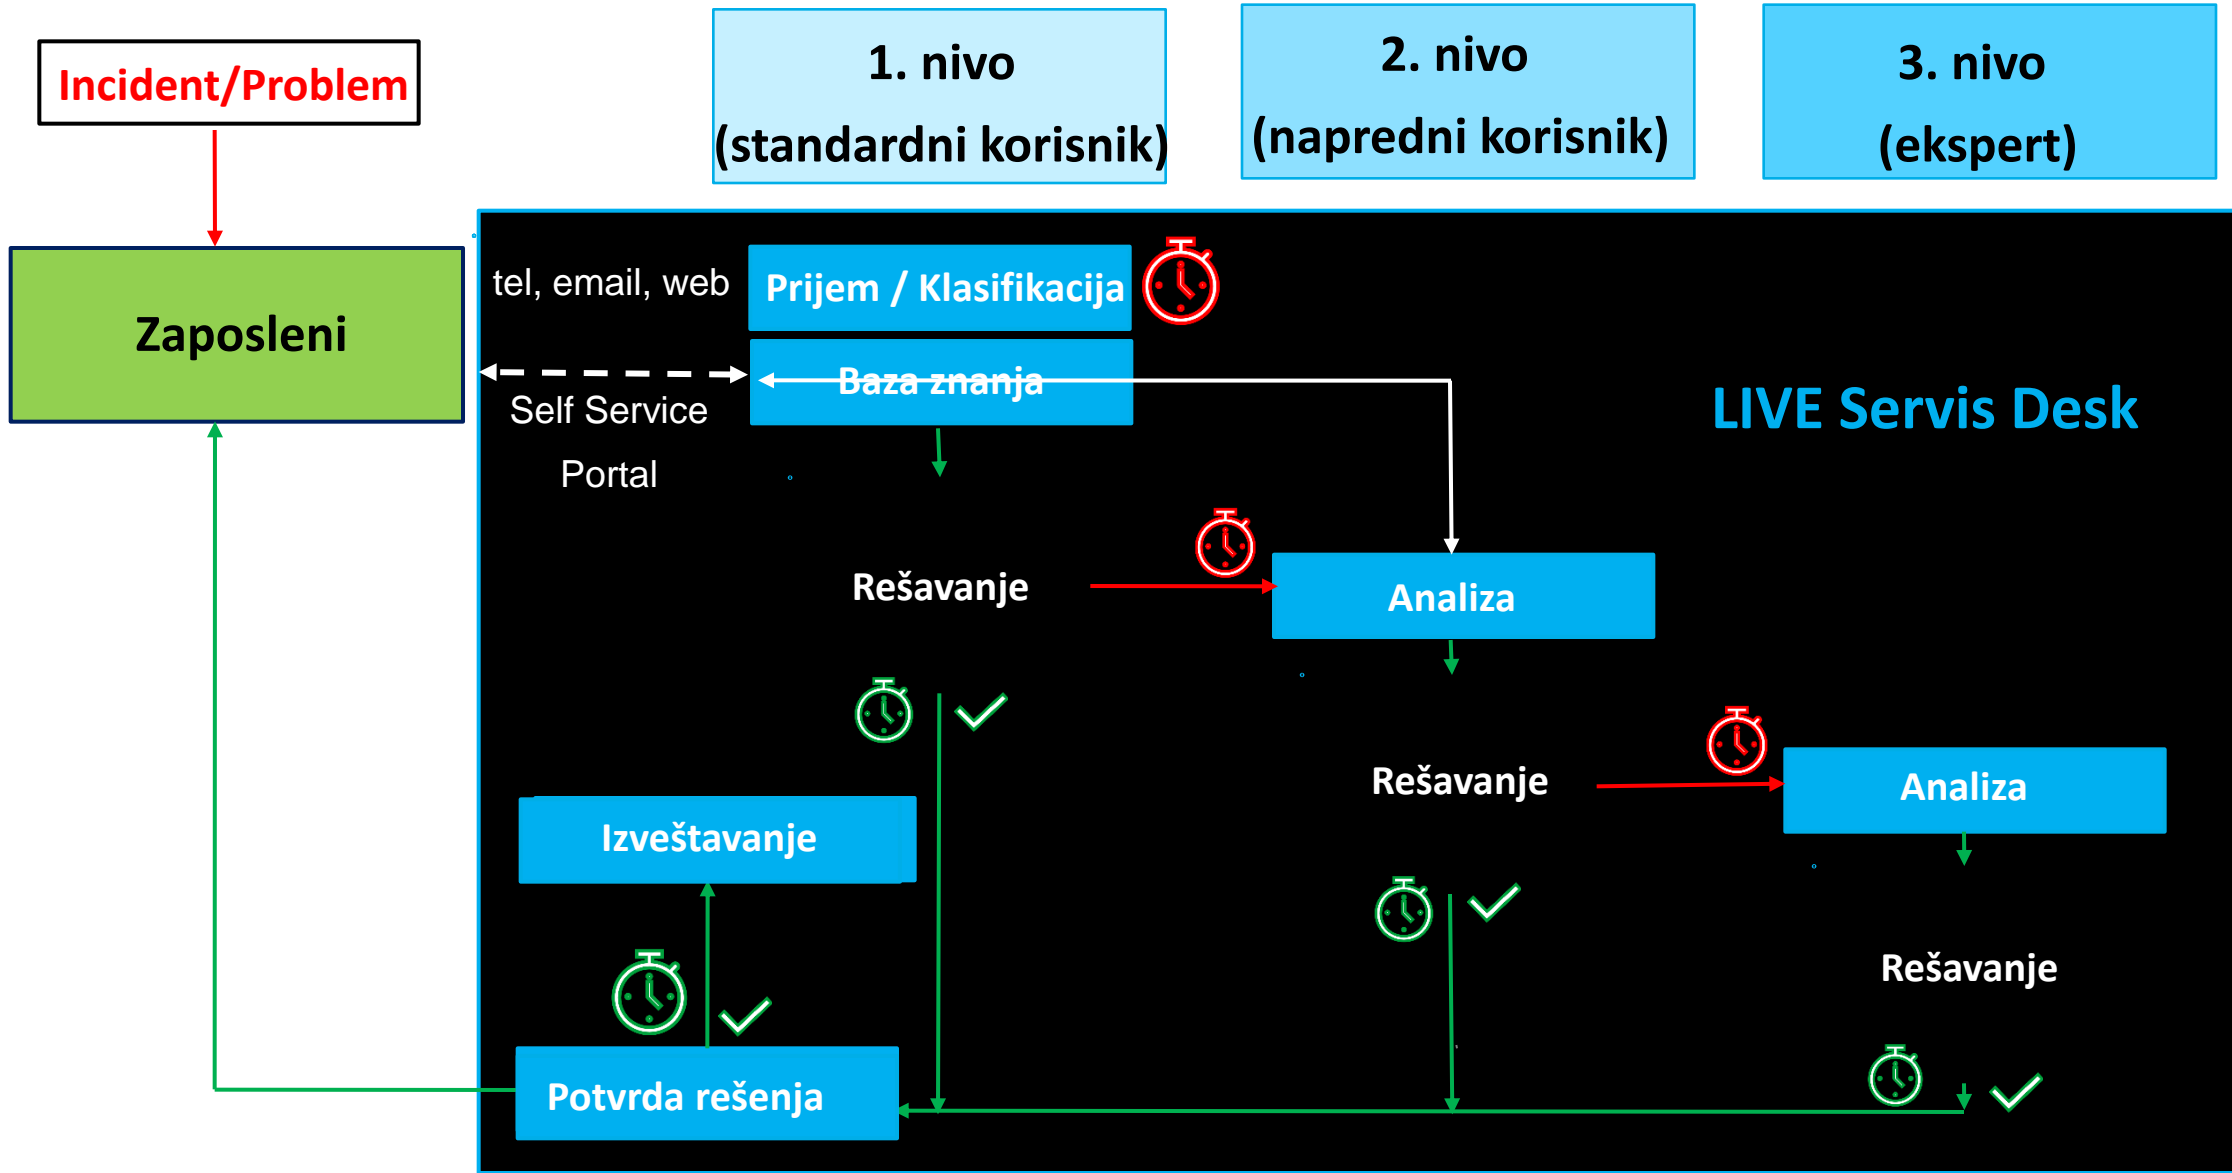 Incident/Problem
1. nivo
(standardni korisnik)
2. nivo
(napredni korisnik)
3. nivo
(ekspert)
Zaposleni
tel, email, web
Prijem / Klasifikacija
Baza znanja
Self Service
Portal
LIVE Servis Desk
Rešavanje
Analiza
Rešavanje
Analiza
Izveštavanje
Rešavanje
Potvrda rešenja